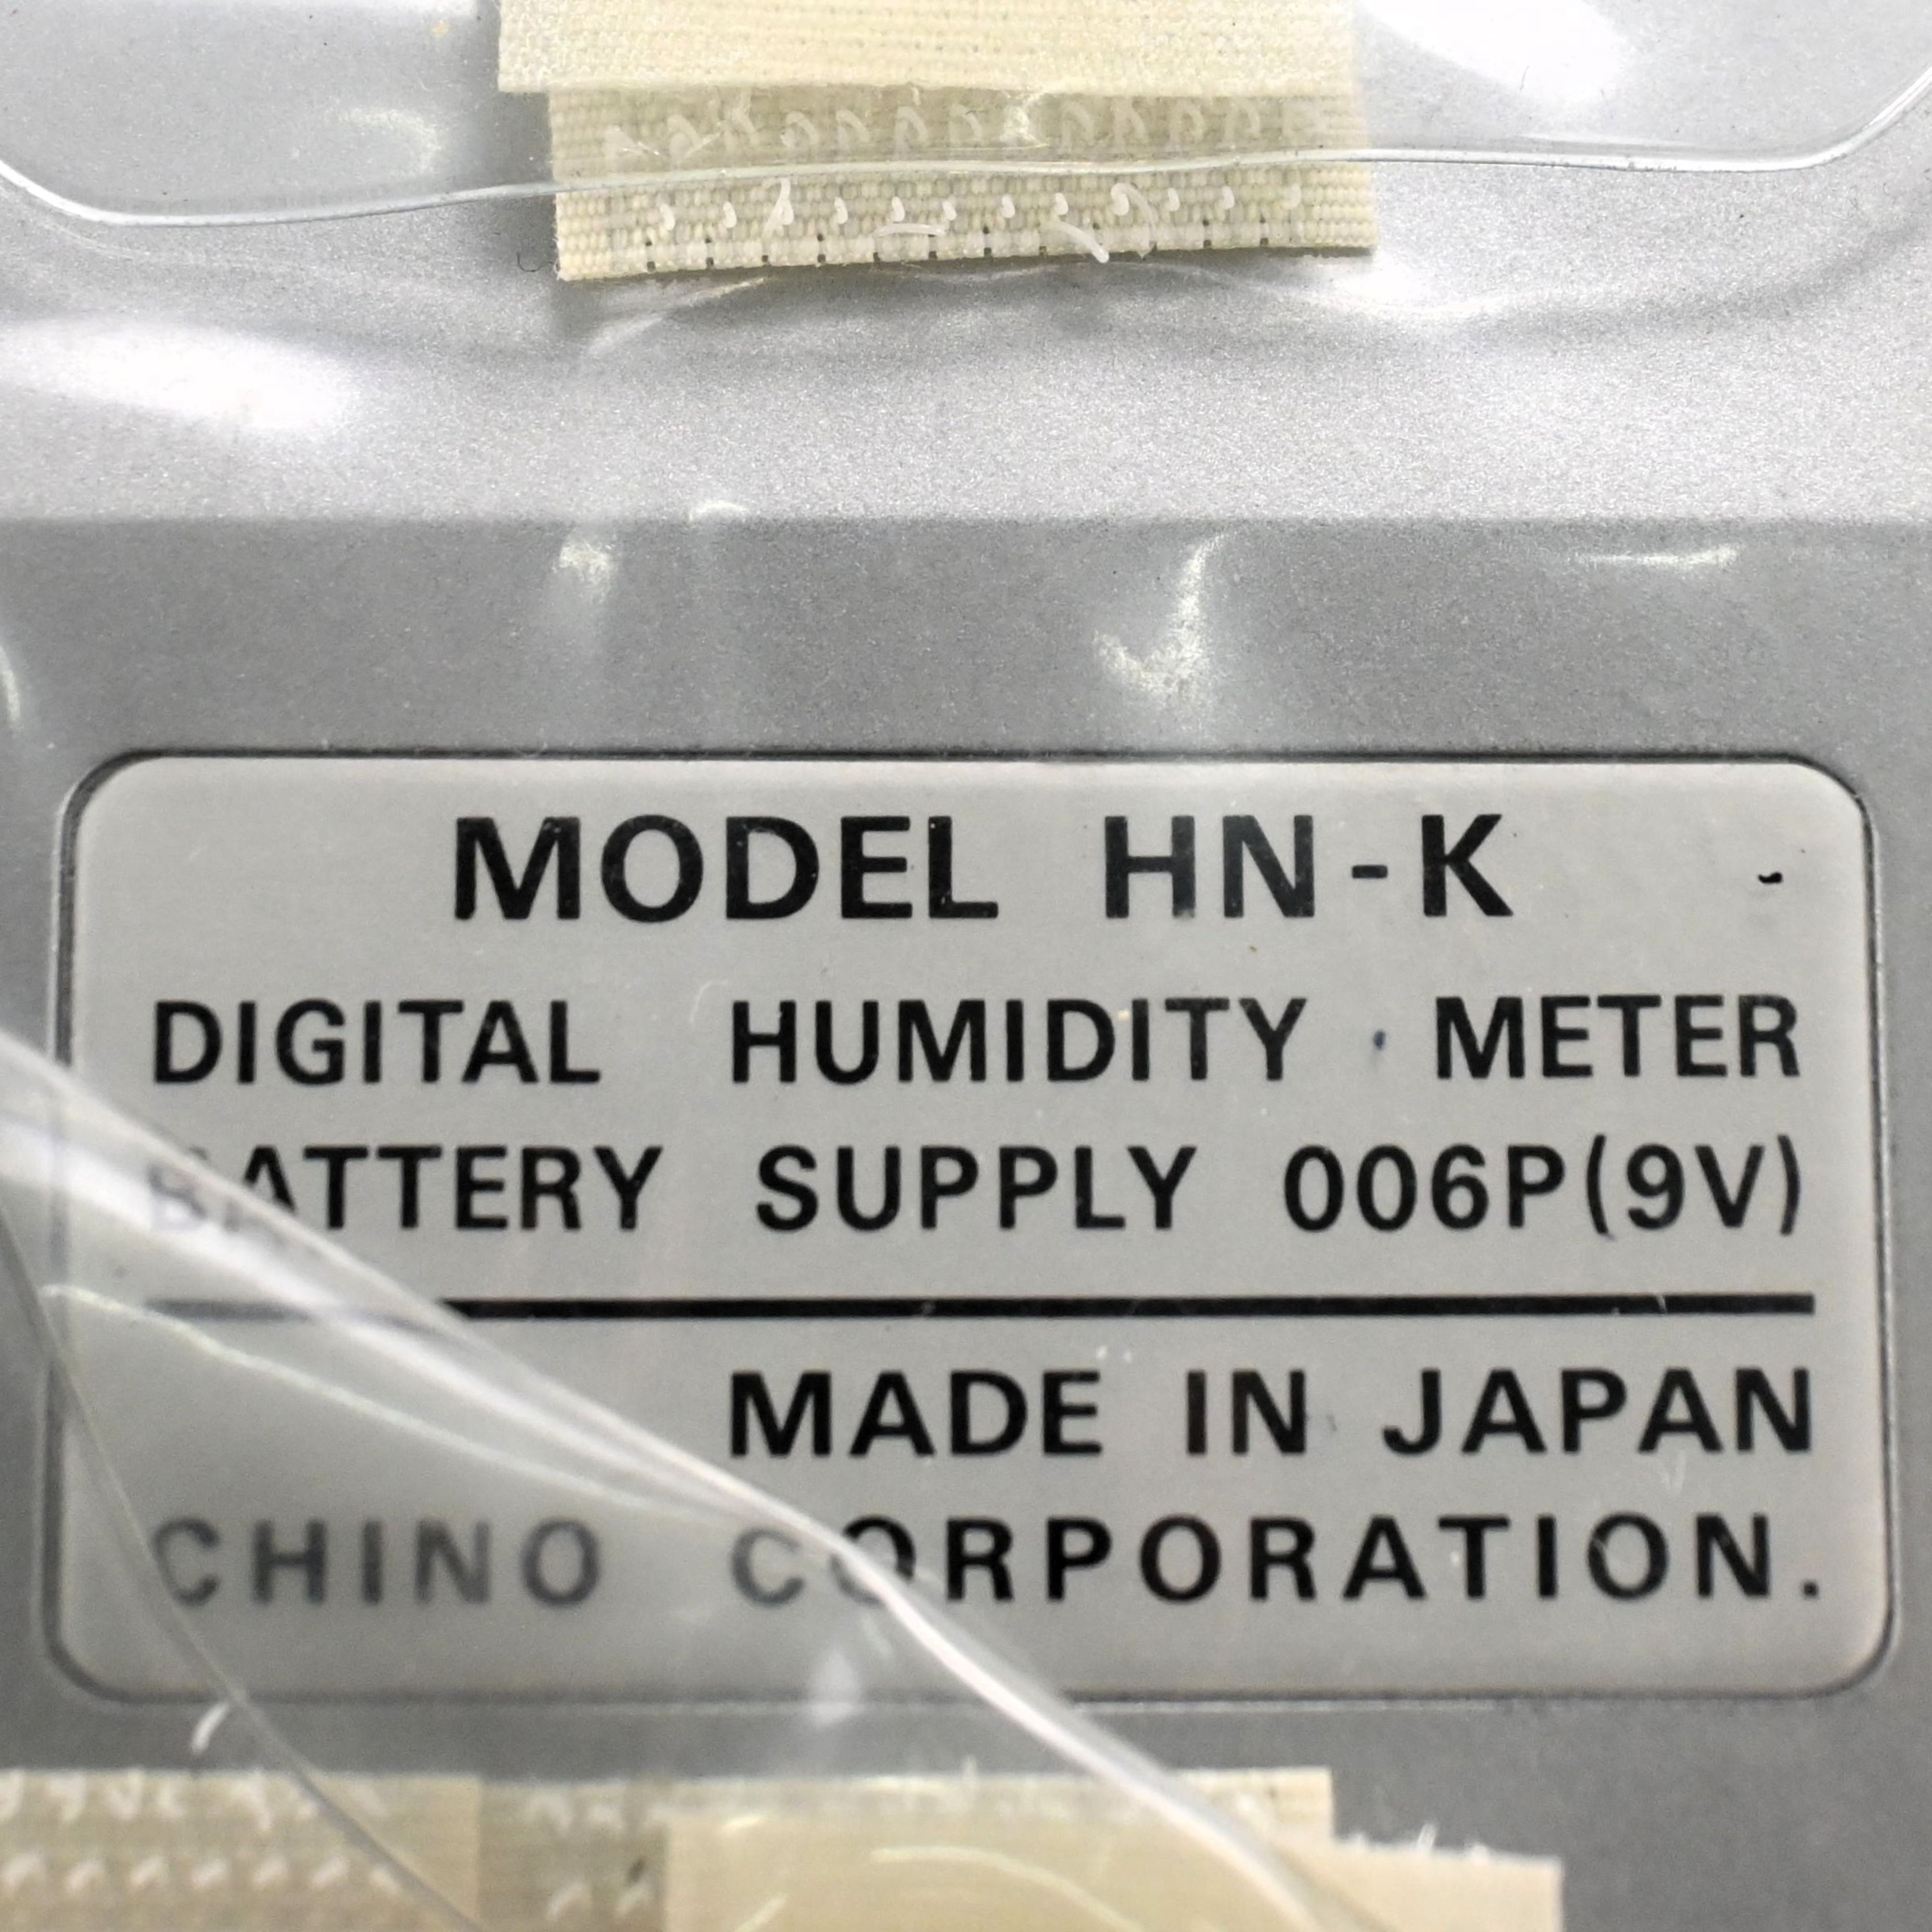 MODEL HN-K
DIGITAL HUMIDITY METER
BATTERY SUPPLY 006P(9V)
MADE IN JAPAN
CHINO CORPORATION.